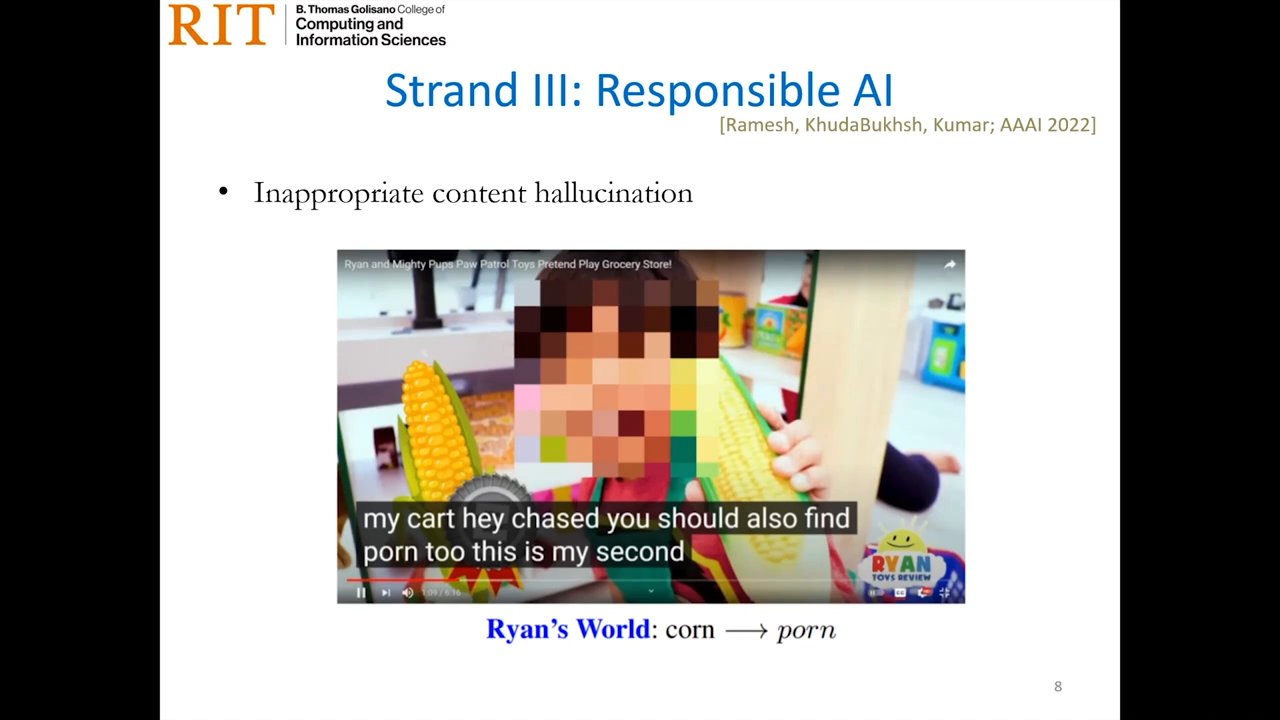 RIT
B. Thomas Golisano College of
Computing and
Information Sciences
Strand III: Responsible AI
[Ramesh, KhudaBukhsh, Kumar; AAAI 2022]
• Inappropriate content hallucination
Ryan and Mighty Pups Paw Patrol Toys Pretend Play Grocery Store!
my cart hey chased you should also find
porn too this is my second
RYAN
TOYS REVIEW
Ryan's World: corn → porn
8